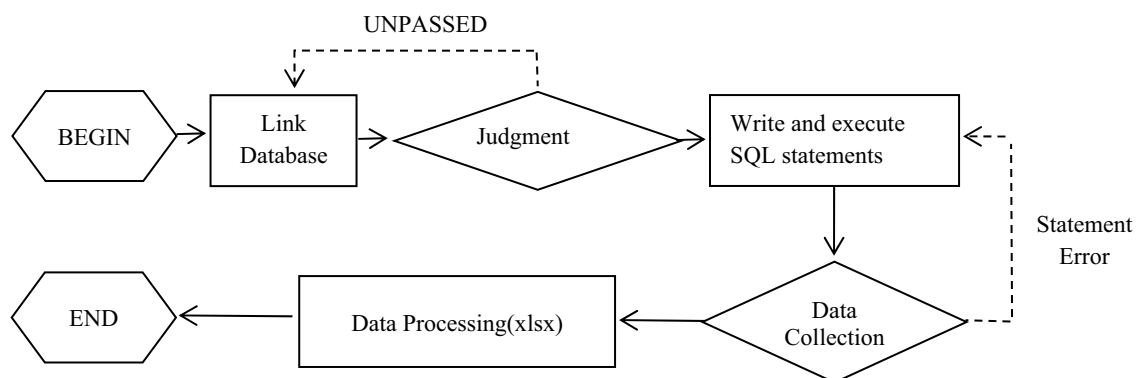 UNPASSED
BEGIN
Link
Database
Judgment
Write and execute
SQL statements
Statement
Error
END
Data Processing(xlsx)
Data
Collection